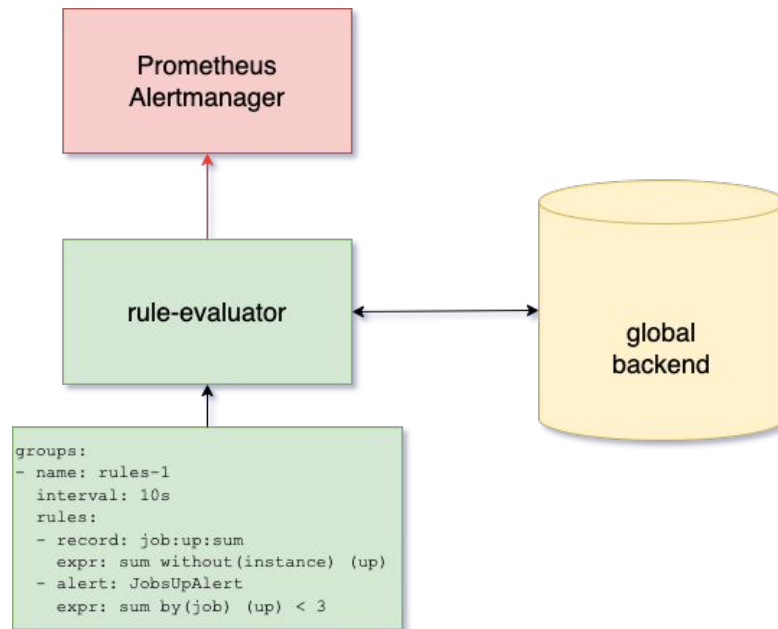 Prometheus
Alertmanager
rule-evaluator
global
backend
groups:
- name: rules-1
  interval: 10s
  rules:
  - record: job:up:sum
    expr: sum without(instance) (up)
  - alert: JobsUpAlert
    expr: sum by(job) (up) < 3